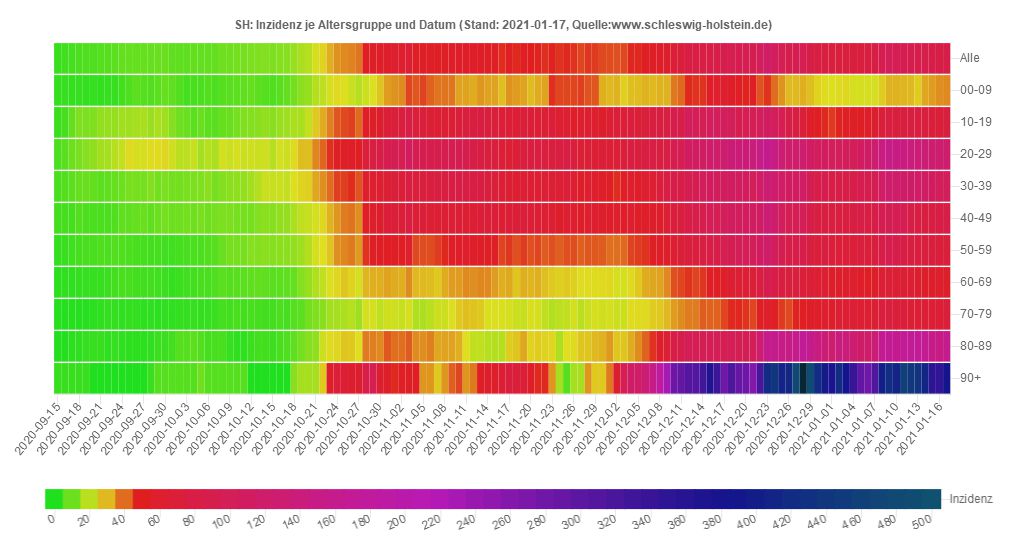 SH: Inzidenz je Altersgruppe und Datum (Stand: 2021-01-17, Quelle:www.schleswig-holstein.de)
Alle
00-09
10-19
20-29
30-39
40-49
50-59
60-69
70-79
80-89
90+
2020-09-15 2020-09-18 2020-09-21 2020-09-24 2020-09-27 2020-09-30 2020-10-03 2020-10-06 2020-10-09 2020-10-12 2020-10-15 2020-10-18 2020-10-21 2020-10-24 2020-10-27 2020-10-30 2020-11-02 2020-11-05 2020-11-08 2020-11-11 2020-11-14 2020-11-17 2020-11-20 2020-11-23 2020-11-26 2020-11-29 2020-12-02 2020-12-05 2020-12-08 2020-12-11 2020-12-14 2020-12-17 2020-12-20 2020-12-23 2020-12-26 2020-12-29 2021-01-01 2021-01-04 2021-01-07 2021-01-10 2021-01-13 2021-01-16
Inzidenz
0 20 40 60 80 100 120 140 160 180 200 220 240 260 280 300 320 340 360 380 400 420 440 460 480 500